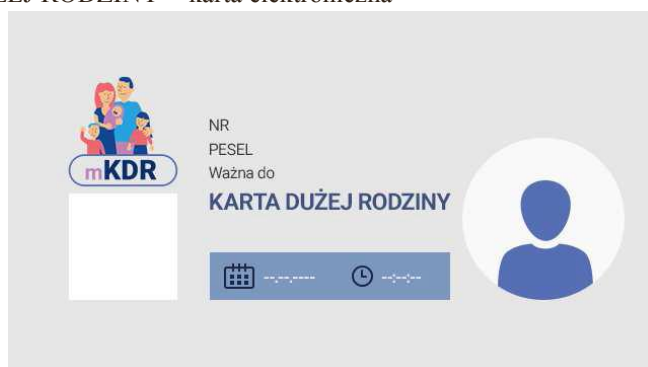 RODZINY – karta elektroniczna
mKDR
NR
PESEL
Ważna do
KARTA DUŻEJ RODZINY
--.--.---- --:--:--